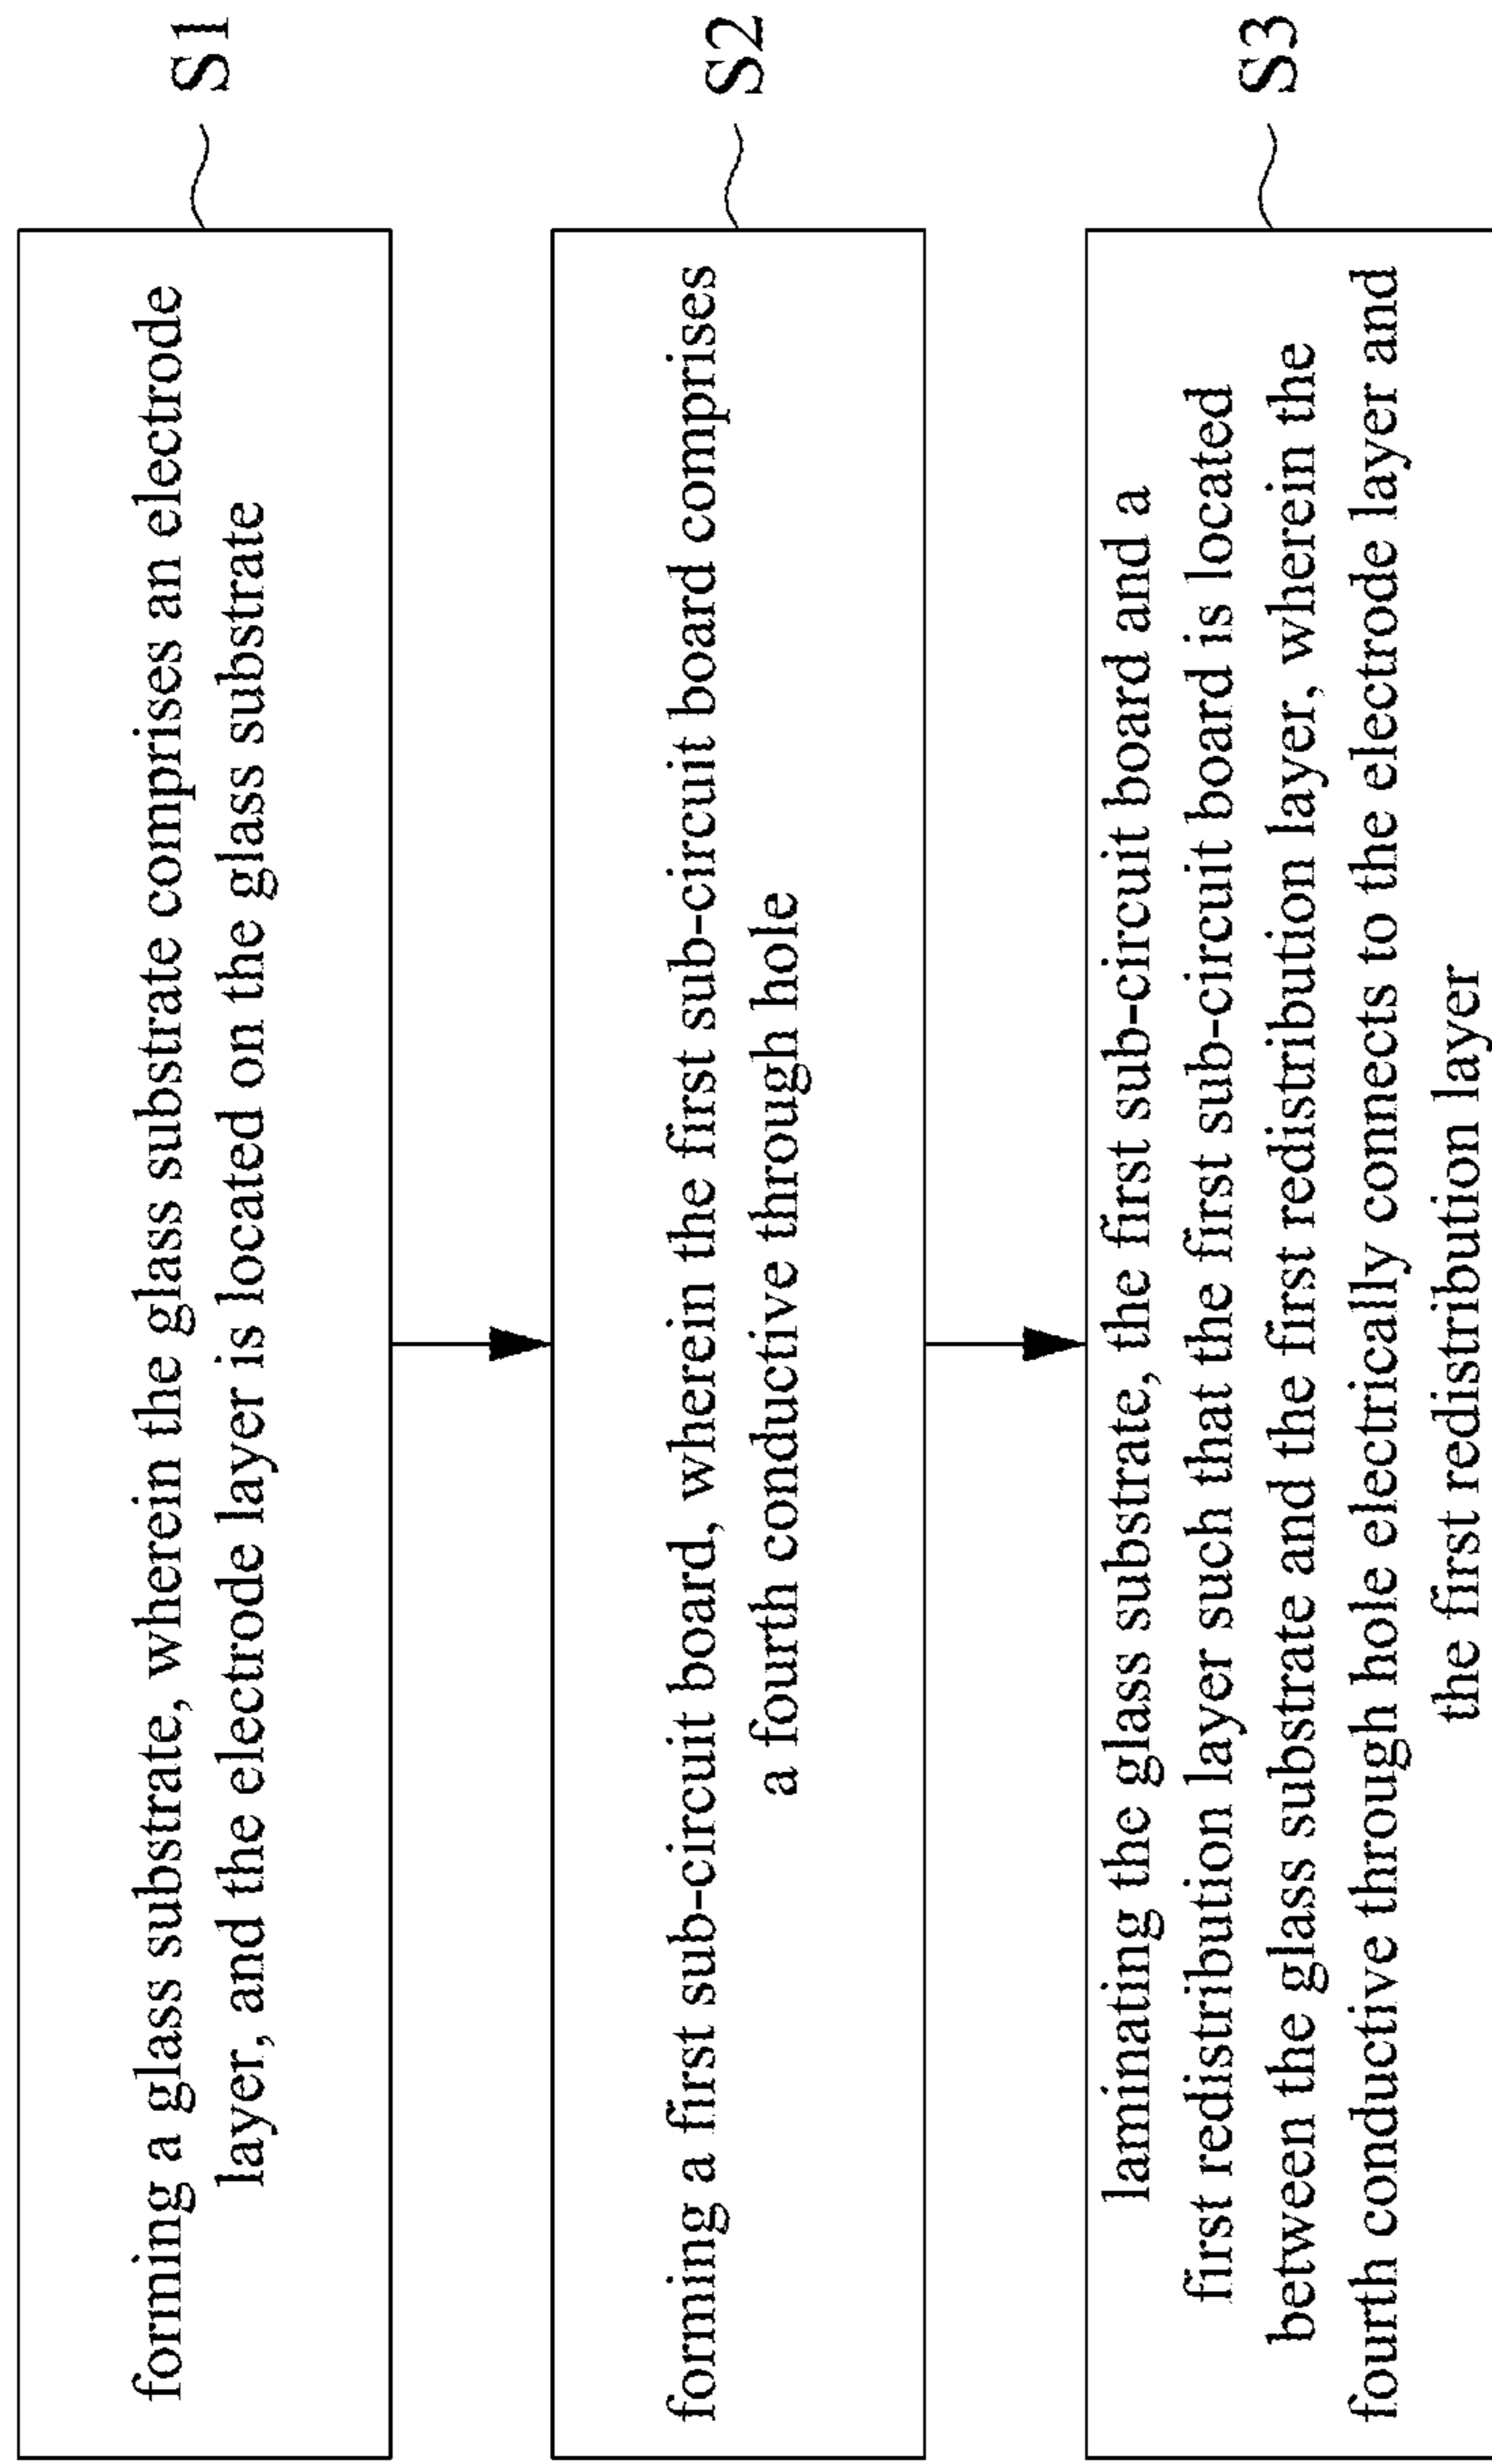 forming a glass substrate, wherein the glass substrate comprises an electrode
layer, and the electrode layer is located on the glass substrate
S1
forming a first sub-circuit board, wherein the first sub-circuit board comprises
a fourth conductive through hole
S2
laminating the glass substrate, the first sub-circuit board and a
first redistribution layer such that the first sub-circuit board is located
between the glass substrate and the first redistribution layer, wherein the
fourth conductive through hole electrically connects to the electrode layer and
the first redistribution layer
S3